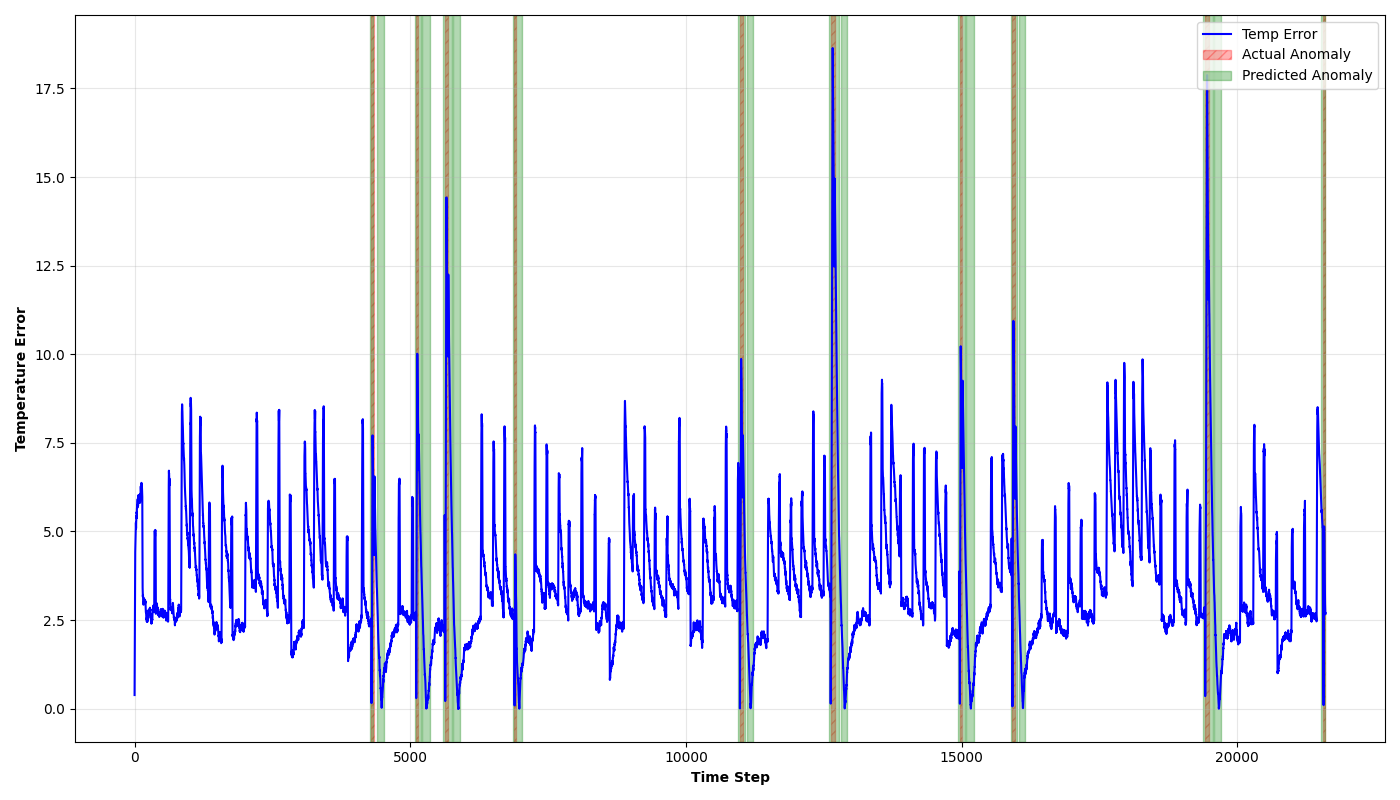 Temp Error
Actual Anomaly
Predicted Anomaly
17.5
15.0
12.5
10.0
7.5
5.0
2.5
0.0
Temperature Error
0 5000 10000 15000 20000
Time Step